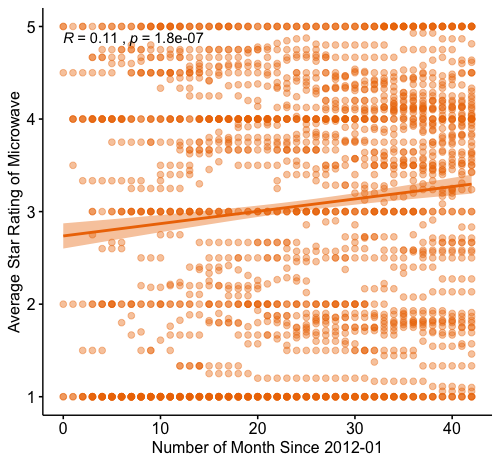 R = 0.11 , p = 1.8e-07
5
4
3
2
1
Average Star Rating of Microwave
0 10 20 30 40
Number of Month Since 2012-01